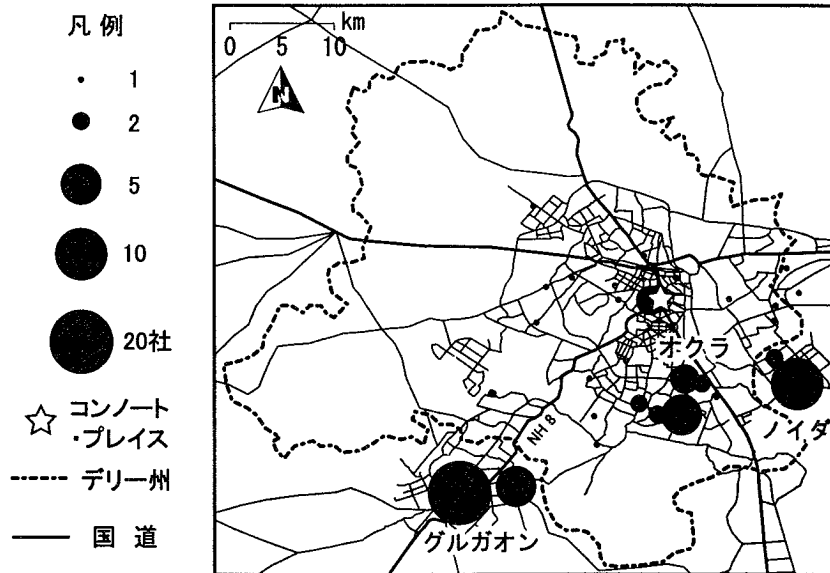 凡例
1
2
5
10
20社
コンノート
・プレイス
デリー州
国道
km
0 5 10
N
オクラ
ノイダ
NH 8
グルガオン